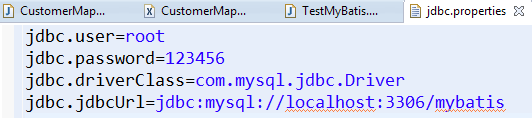 CustomerMap...
CustomerMap...
TestMyBatis....
jdbc.properties
jdbc.user=root
jdbc.password=123456
jdbc.driverClass=com.mysql.jdbc.Driver
jdbc.jdbcUrl=jdbc:mysql://localhost:3306/mybatis